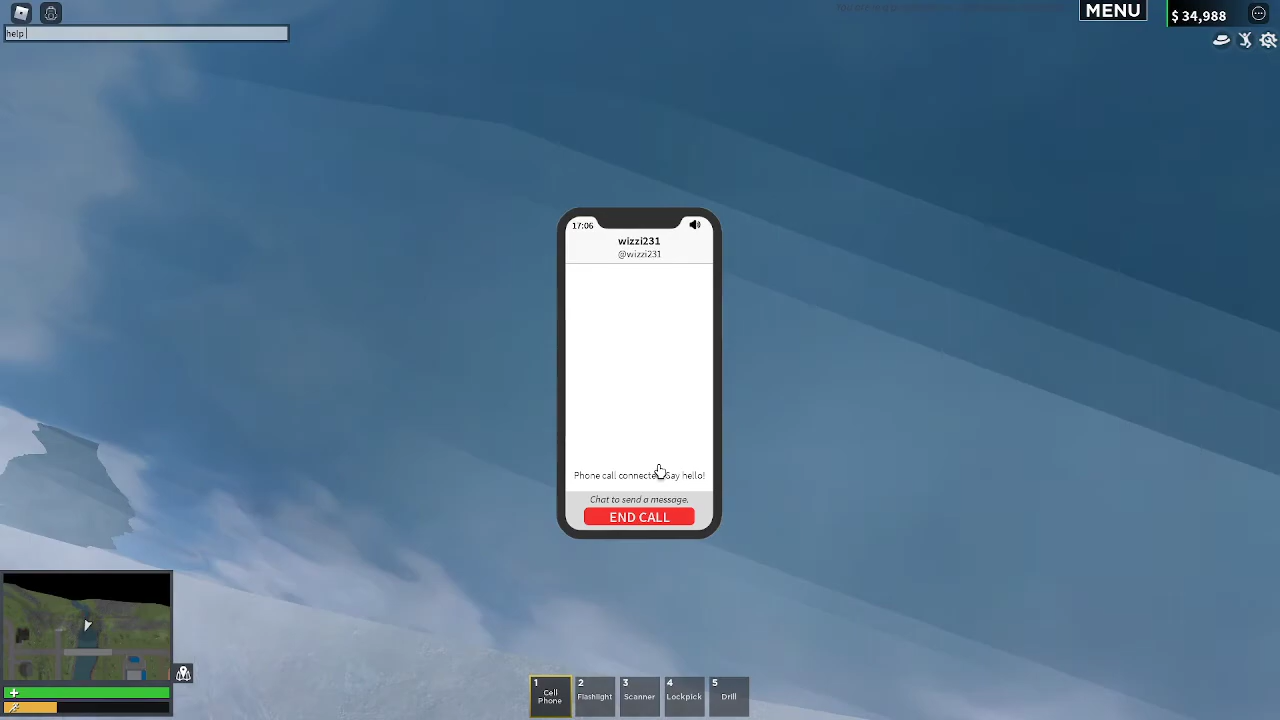 MENU
$ 34,988
help
17:06
wizzi231
@wizzi231
Phone call connected. Say hello!
Chat to send a message.
END CALL
1 Cell Phone
2 Flashlight
3 Scanner
4 Lockpick
5 Drill